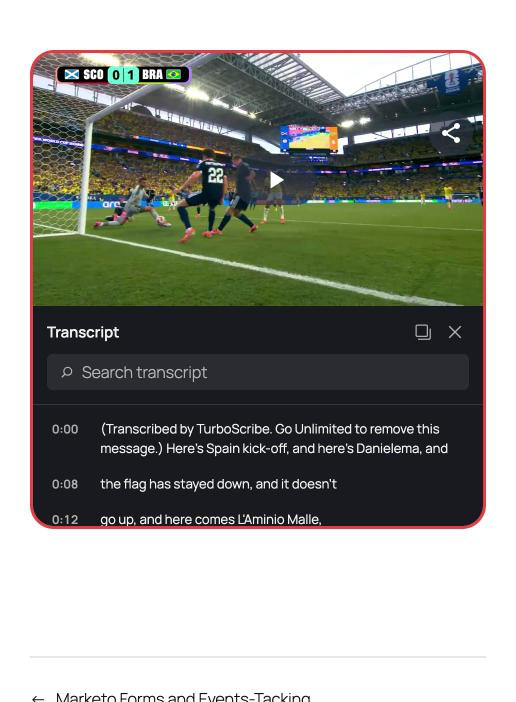 SCO 0 1 BRA
22
Transcript
Search transcript
0:00 (Transcribed by TurboScribe. Go Unlimited to remove this
message.) Here's Spain kick-off, and here's Danielema, and
0:08 the flag has stayed down, and it doesn't
0:12 go up, and here comes L'Aminio Malle,
← Marketo Forms and Events-Tacking